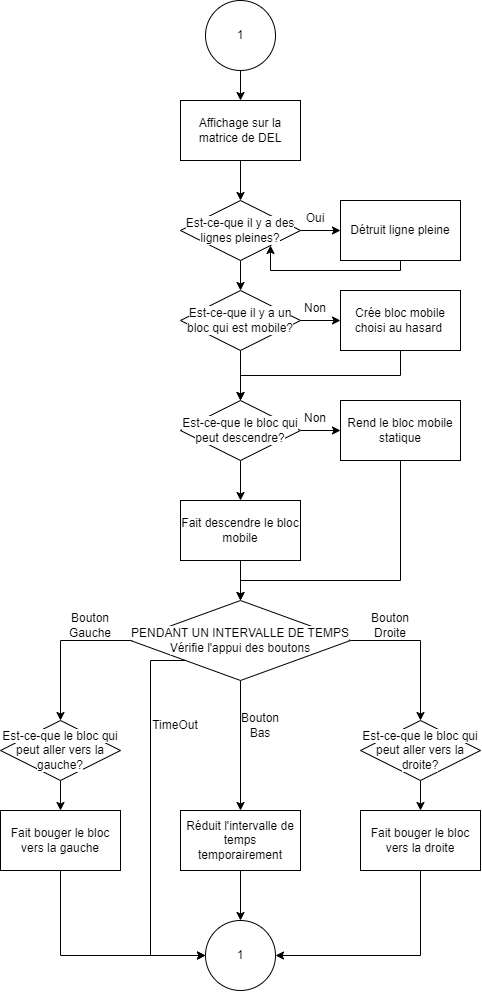 1
Affichage sur la
matrice de DEL
Est-ce-que il y a des
lignes pleines?
Oui
Détruit ligne pleine
Est-ce-que il y a un
bloc qui est mobile?
Non
Crée bloc mobile
choisi au hasard
Est-ce-que le bloc qui
peut descendre?
Non
Rend le bloc mobile
statique
Fait descendre le bloc
mobile
PENDANT UN INTERVALLE DE TEMPS
Vérifie l'appui des boutons
Bouton
Gauche
Bouton
Droite
TimeOut
Bouton
Bas
Est-ce-que le bloc qui
peut aller vers la
gauche?
Est-ce-que le bloc qui
peut aller vers la
droite?
Fait bouger le bloc
vers la gauche
Réduit l'intervalle de
temps
temporairement
Fait bouger le bloc
vers la droite
1